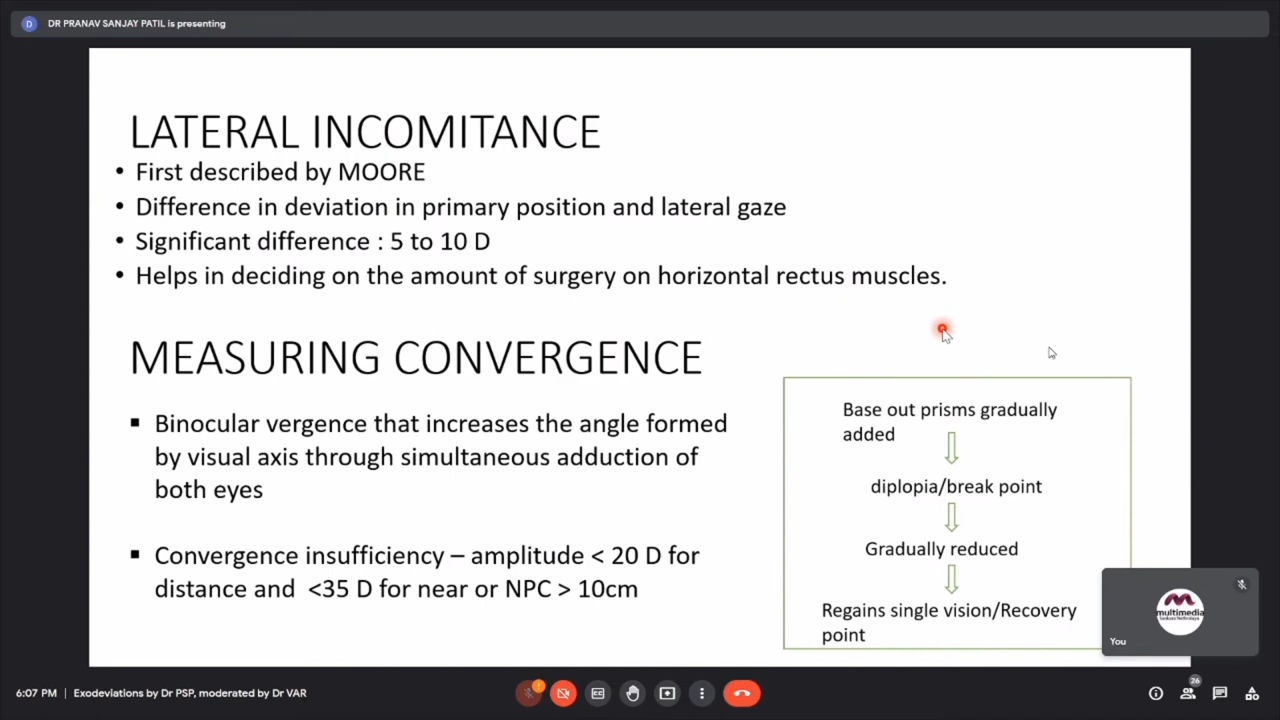 D DR PRANAV SANJAY PATIL is presenting
LATERAL INCOMITANCE
• First described by MOORE
• Difference in deviation in primary position and lateral gaze
• Significant difference : 5 to 10 D
• Helps in deciding on the amount of surgery on horizontal rectus muscles.
MEASURING CONVERGENCE
▪ Binocular vergence that increases the angle formed
by visual axis through simultaneous adduction of
both eyes
▪ Convergence insufficiency – amplitude < 20 D for
distance and <35 D for near or NPC > 10cm
Base out prisms gradually
added
diplopia/break point
Gradually reduced
Regains single vision/Recovery
point
multimedia
You
6:07 PM | Exodeviations by Dr PSP, moderated by Dr VAR
26